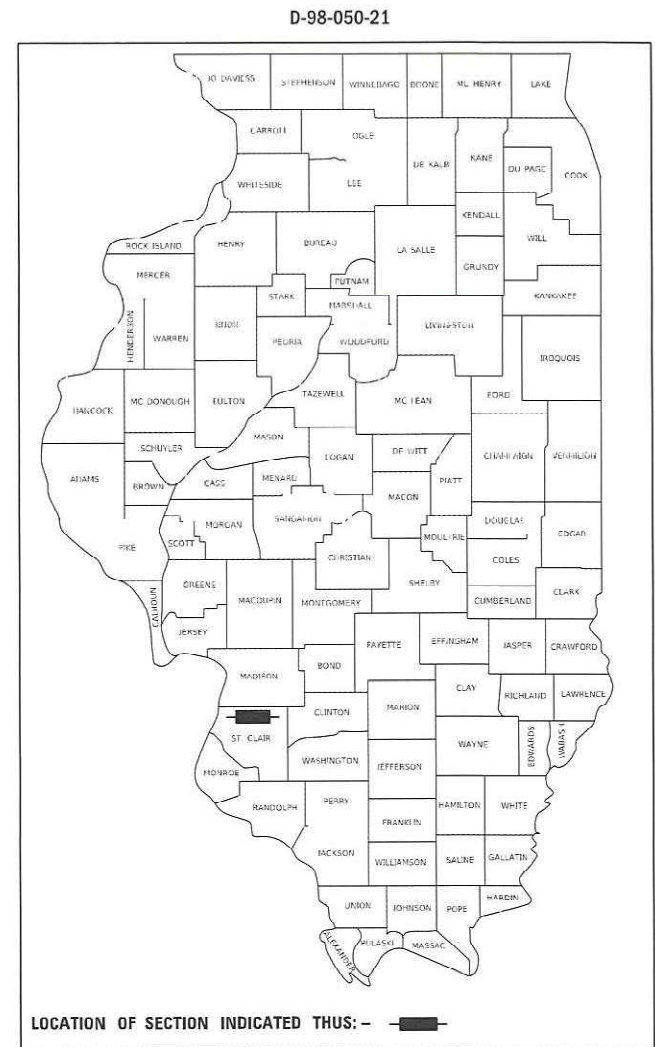 D-98-050-21
JO DAVIESS STEPHENSON WINNEBAGO BOONE MC HENRY LAKE
CARROLL OGLE
DE KALB KANE DU PAGE COOK
WHITESIDE LEE
KENDALL
ROCK ISLAND HENRY BUREAU LA SALLE WILL
MERCER PUTNAM GRUNDY
STARK MARSHALL KANKAKEE
HENDERSON WARREN KNOX PEORIA WOODFORD LIVINGSTON IROQUOIS
HANCOCK MC DONOUGH FULTON TAZEWELL MC LEAN FORD
MASON
SCHUYLER LOGAN DE WITT CHAMPAIGN VERMILION
ADAMS BROWN CASS MENARD MACON PIATT
PIKE SCOTT MORGAN SANGAMON MOULTRIE DOUGLAS EDGAR
CHRISTIAN COLES
CALHOUN GREENE MACOUPIN MONTGOMERY SHELBY CUMBERLAND CLARK
JERSEY FAYETTE EFFINGHAM JASPER CRAWFORD
MADISON BOND
CLINTON MARION CLAY RICHLAND LAWRENCE
ST. CLAIR WAYNE EDWARDS WABASH
MONROE WASHINGTON JEFFERSON
RANDOLPH PERRY HAMILTON WHITE
FRANKLIN
JACKSON WILLIAMSON SALINE GALLATIN
UNION JOHNSON POPE HARDIN
ALEXANDER PULASKI MASSAC
LOCATION OF SECTION INDICATED THUS: –